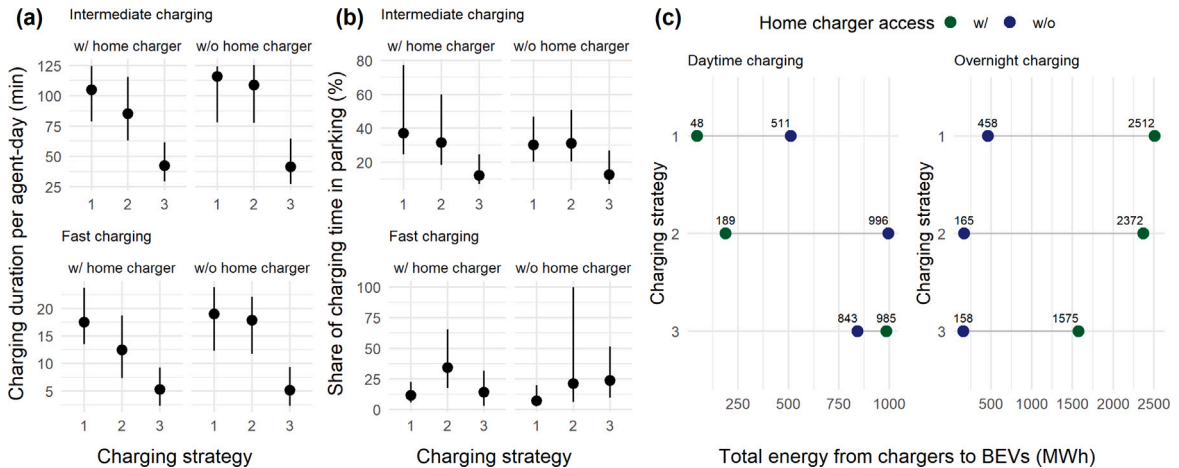 (a)
Intermediate charging
w/ home charger
w/o home charger
Charging duration per agent-day (min)
125
100
75
50
25
1 2 3
1 2 3
Fast charging
w/ home charger
w/o home charger
20
15
10
5
1 2 3
1 2 3
Charging strategy
(b)
Intermediate charging
w/ home charger
w/o home charger
Share of charging time in parking (%)
80
60
40
20
1 2 3
1 2 3
Fast charging
w/ home charger
w/o home charger
100
75
50
25
0
1 2 3
1 2 3
Charging strategy
(c)
Home charger access w/ w/o
Daytime charging
Charging strategy
1
48 511
2
189 996
3
843 985
250 500 750 1000
Overnight charging
Charging strategy
1
458 2512
2
165 2372
3
158 1575
500 1000 1500 2000 2500
Total energy from chargers to BEVs (MWh)